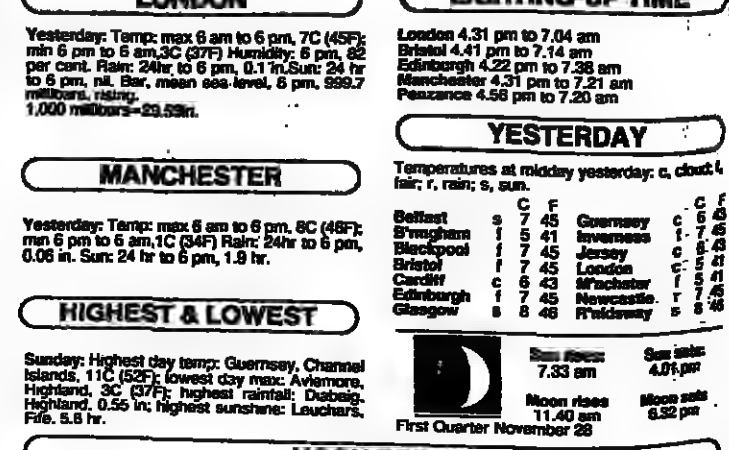 LONDON
Yesterday: Temp: max 6 am to 6 pm, 7C (45F);
min 6 pm to 6 am, 3C (37F) Humidity: 6 pm, 82
per cent. Rain: 24hr to 6 pm, 0.1 in. Sun: 24 hr
to 6 pm, nil. Bar, mean sea level, 6 pm, 999.7
millibars, rising.
1,000 millibars=29.53in.
MANCHESTER
Yesterday: Temp: max 6 am to 6 pm, 8C (46F);
min 6 pm to 6 am, 1C (34F) Rain: 24hr to 6 pm,
0.06 in. Sun: 24 hr to 6 pm, 1.9 hr.
HIGHEST & LOWEST
Sunday: Highest day temp: Guernsey, Channel
Islands, 11C (52F); lowest day max: Aviemore,
Highland, 3C (37F); highest rainfall: Diabaig,
Highland, 0.55 in; highest sunshine: Leuchars,
Fife, 5.6 hr.
LIGHTING-UP TIME
London 4.31 pm to 7.04 am
Bristol 4.41 pm to 7.14 am
Edinburgh 4.22 pm to 7.38 am
Manchester 4.31 pm to 7.21 am
Penzance 4.58 pm to 7.20 am
YESTERDAY
Temperatures at midday yesterday: c, cloud; f,
fair; r, rain; s, sun.
C F C F
Belfast s 7 45 Guernsey c 6 43
B'rmgham f 5 41 Inverness f 7 45
Blackpool f 7 45 Jersey c 6 43
Bristol f 7 45 London c 5 41
Cardiff c 6 43 M'nchster f 5 41
Edinburgh f 7 45 Newcastle r 7 45
Glasgow s 8 46 R'nldsway s 8 46
Sun rises: Sun sets:
7.33 am 4.01 pm
Moon rises Moon sets
11.40 am 6.32 pm
First Quarter November 28